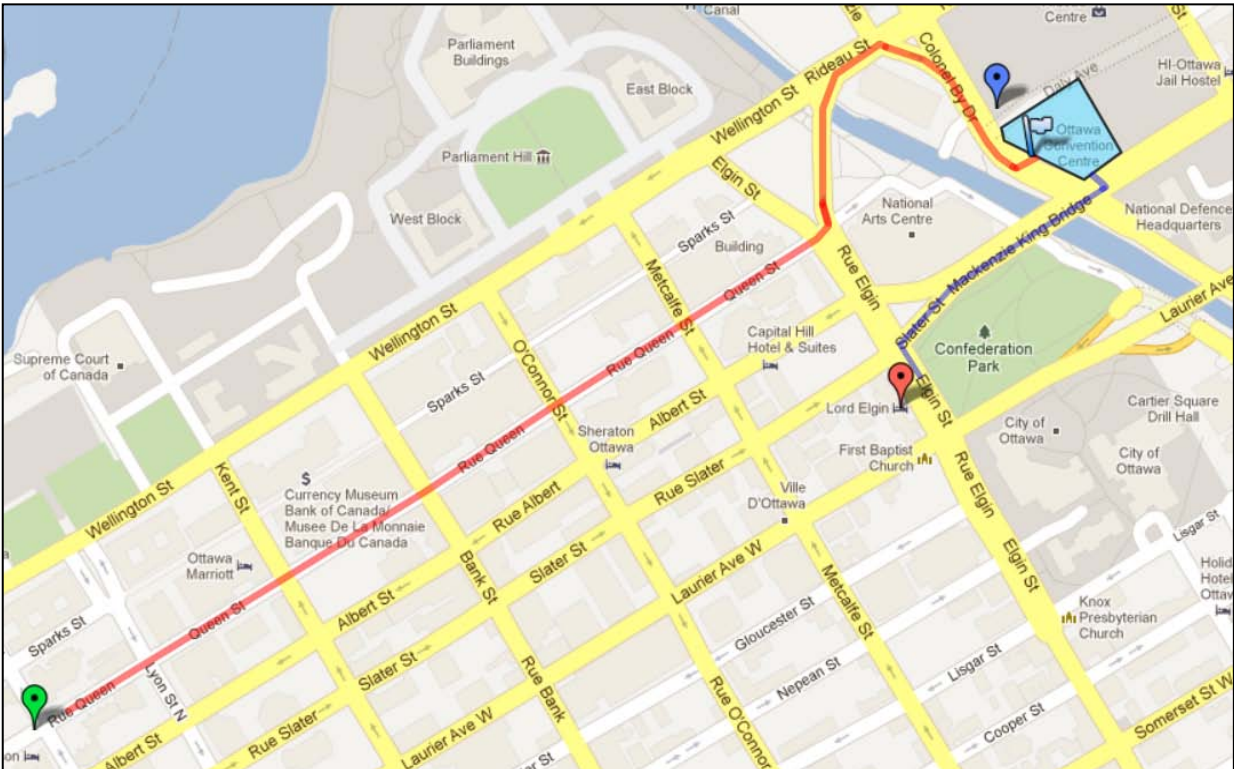 Canal
Centre
St
Parliament
Buildings
East Block
Rideau St
Colonel By Dr
Daly Ave
HI-Ottawa
Jail Hostel
Wellington St
Ottawa
Convention
Centre
Parliament Hill
Elgin St
West Block
Sparks St
National
Arts Centre
Mackenzie King Bridge
National Defence
Headquarters
Building
Queen St
Rue Elgin
Metcalfe St
Laurier Ave
Wellington St
Capital Hill
Hotel & Suites
Slater St
Confederation
Park
Supreme Court
of Canada
O'Connor St
Rue Queen
Sparks St
Albert St
Lord Elgin
Elgin St
Cartier Square
Drill Hall
City of
Ottawa
Sheraton
Ottawa
First Baptist
Church
City of
Ottawa
Rue Queen
Kent St
$
Currency Museum
Bank of Canada/
Musee De La Monnaie
Banque Du Canada
Rue Slater
Ville
D'Ottawa
Rue Elgin
Wellington St
Rue Albert
Lisgar St
Ottawa
Marriott
Bank St
Slater St
Laurier Ave W
Elgin St
Holid
Hotel
Ottaw
Albert St
Queen St
Metcalfe St
Gloucester St
Knox
Presbyterian
Church
Sparks St
Slater St
Nepean St
Lisgar St
Lyon St N
Rue Bank
Rue Queen
Rue O'Connor
Cooper St
Somerset St W
Rue Slater
Laurier Ave W
Albert St
on